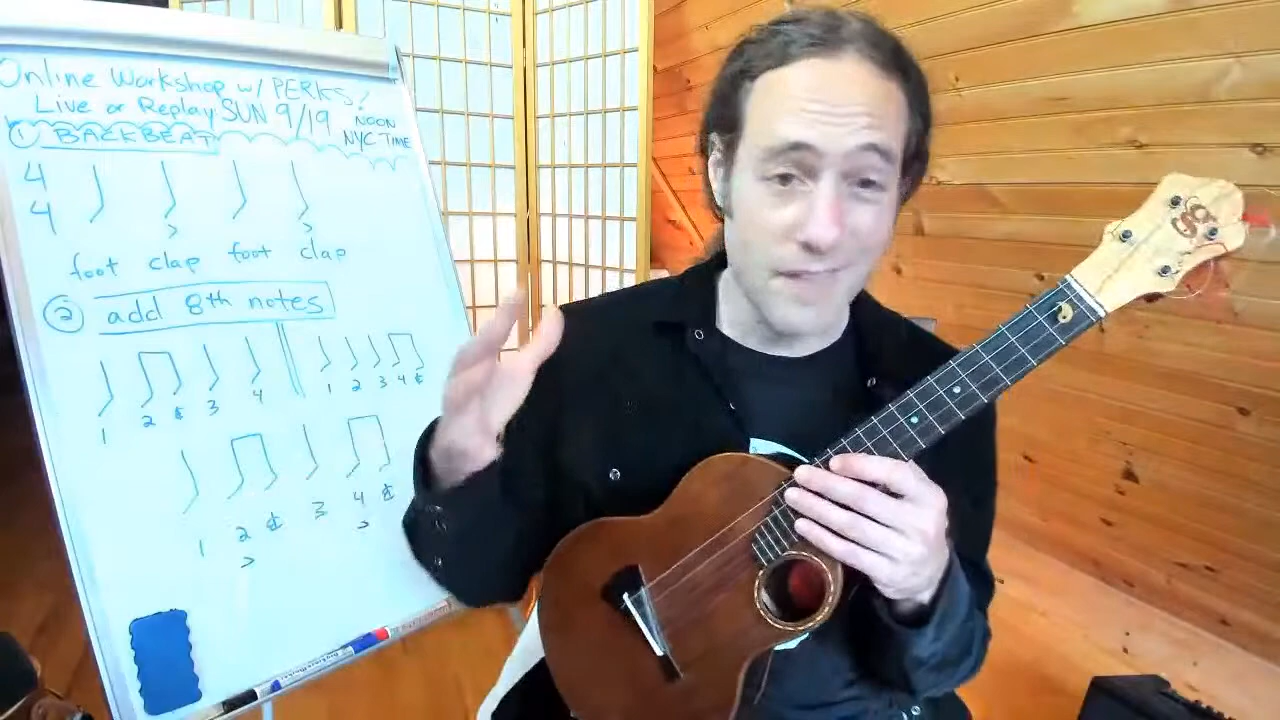 Online Workshop w/ PERKS!
Live or Replay SUN 9/19 NOON
NYC TIME
① BACKBEAT
4
4
> >
foot clap foot clap
② add 8th notes
1 2 & 3 4 1 2 3 4 &
1 2 & 3 4 &
> >